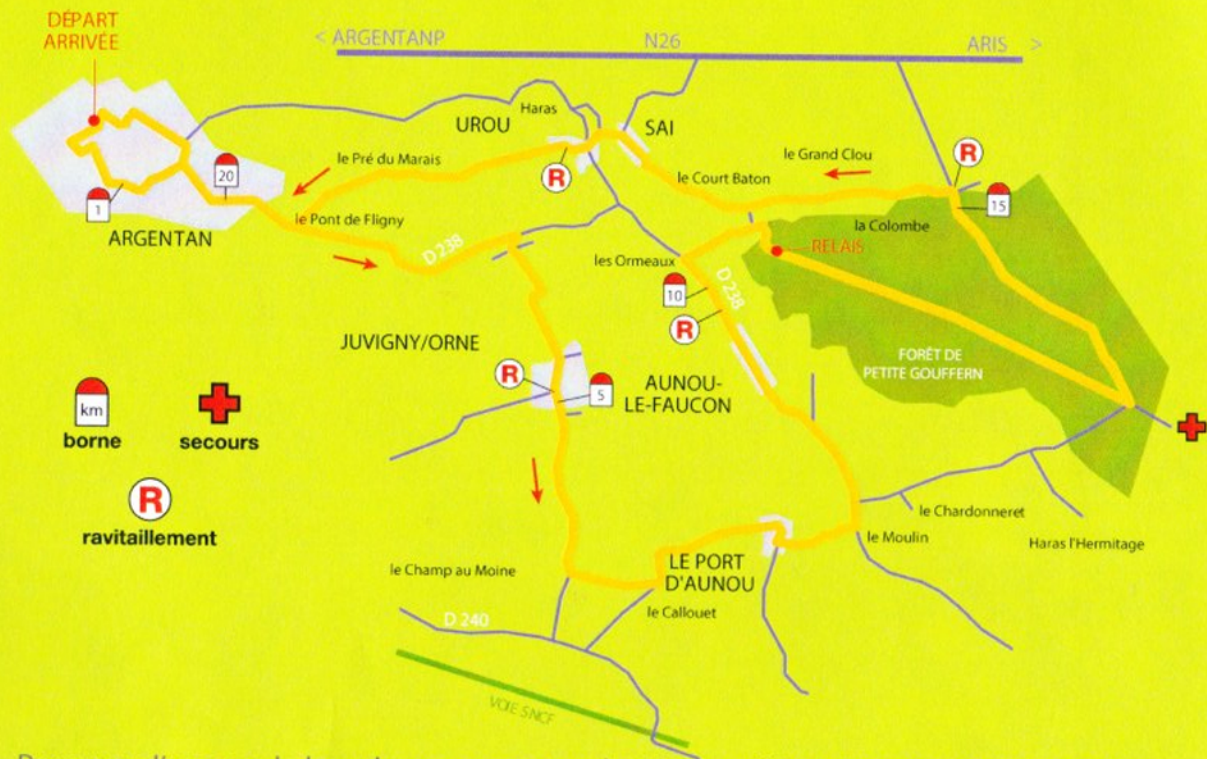 DÉPART
ARRIVÉE
< ARGENTANP
N26
ARIS >
Haras
UROU
SAI
le Grand Clou
R
le Pré du Marais
R
le Court Baton
20
1
15
le Pont de Fligny
la Colombe
ARGENTAN
D 238
RELAIS
les Ormeaux
10
D 238
R
JUVIGNY/ORNE
FORÊT DE
PETITE GOUFFERN
R
5
AUNOU-
LE-FAUCON
km
borne
secours
R
ravitaillement
le Chardonneret
le Moulin
Haras l'Hermitage
le Champ au Moine
LE PORT
D'AUNOU
le Callouet
D 240
VOIE SNCF